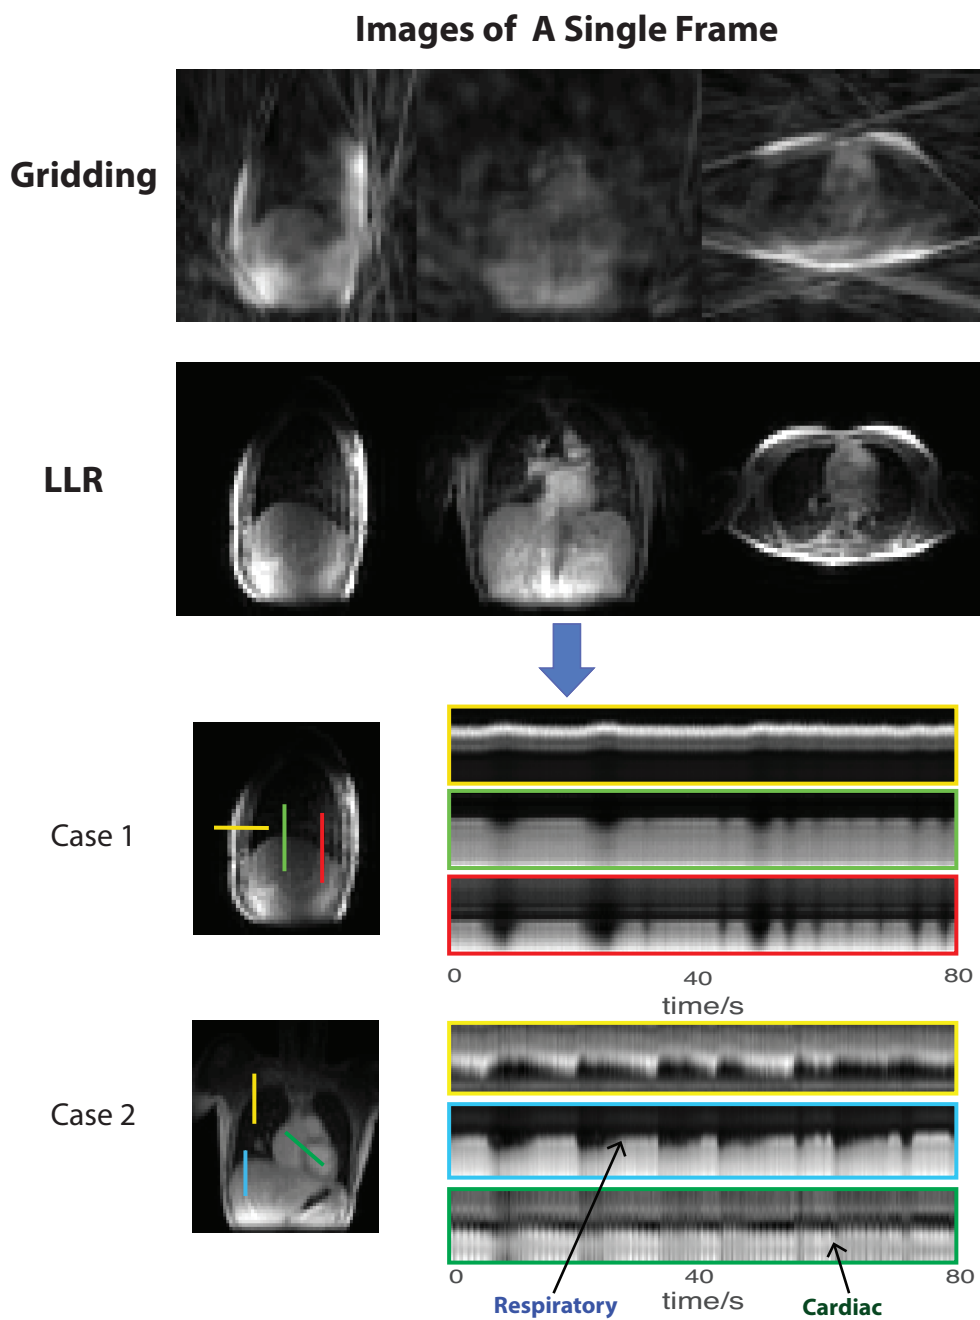 Images of A Single Frame
Gridding
LLR
Case 1
0 40 80
time/s
Case 2
0 40 80
Respiratory time/s Cardiac